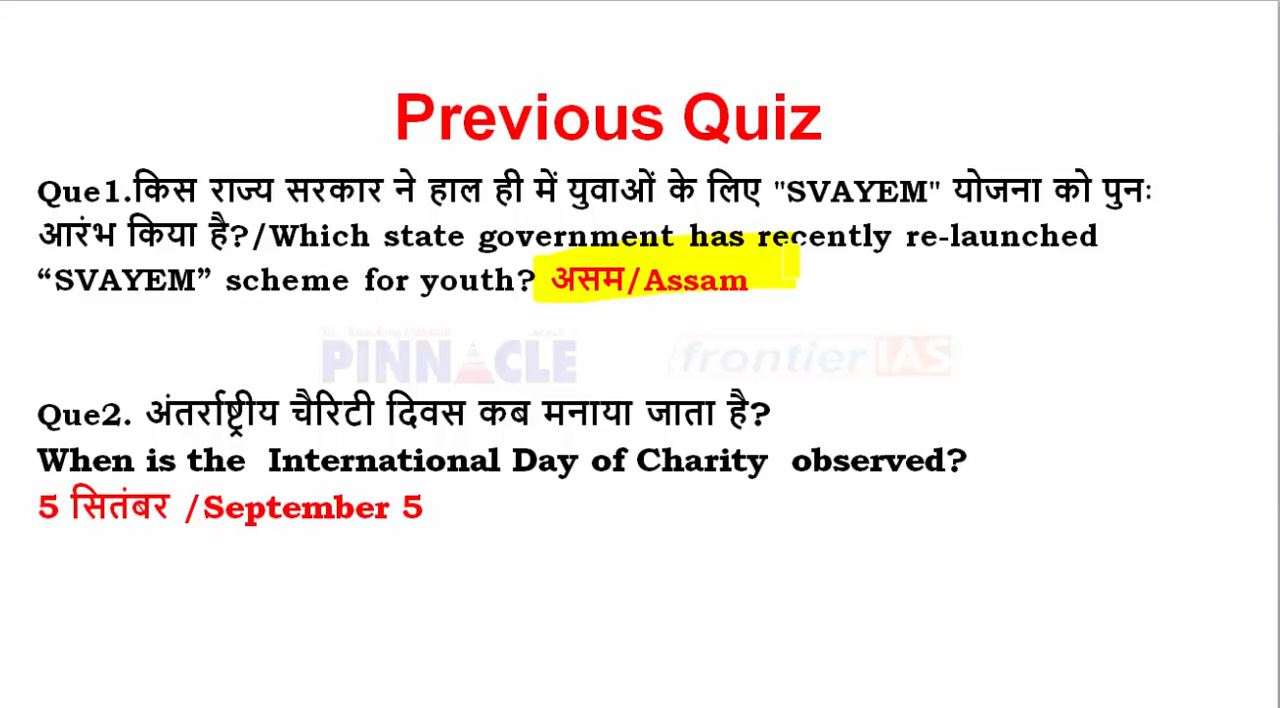 Previous Quiz
Que1.किस राज्य सरकार ने हाल ही में युवाओं के लिए "SVAYEM" योजना को पुनः
आरंभ किया है?/Which state government has recently re-launched
“SVAYEM” scheme for youth? असम/Assam
PINNACLE frontier IAS
Que2. अंतर्राष्ट्रीय चैरिटी दिवस कब मनाया जाता है?
When is the International Day of Charity observed?
5 सितंबर /September 5